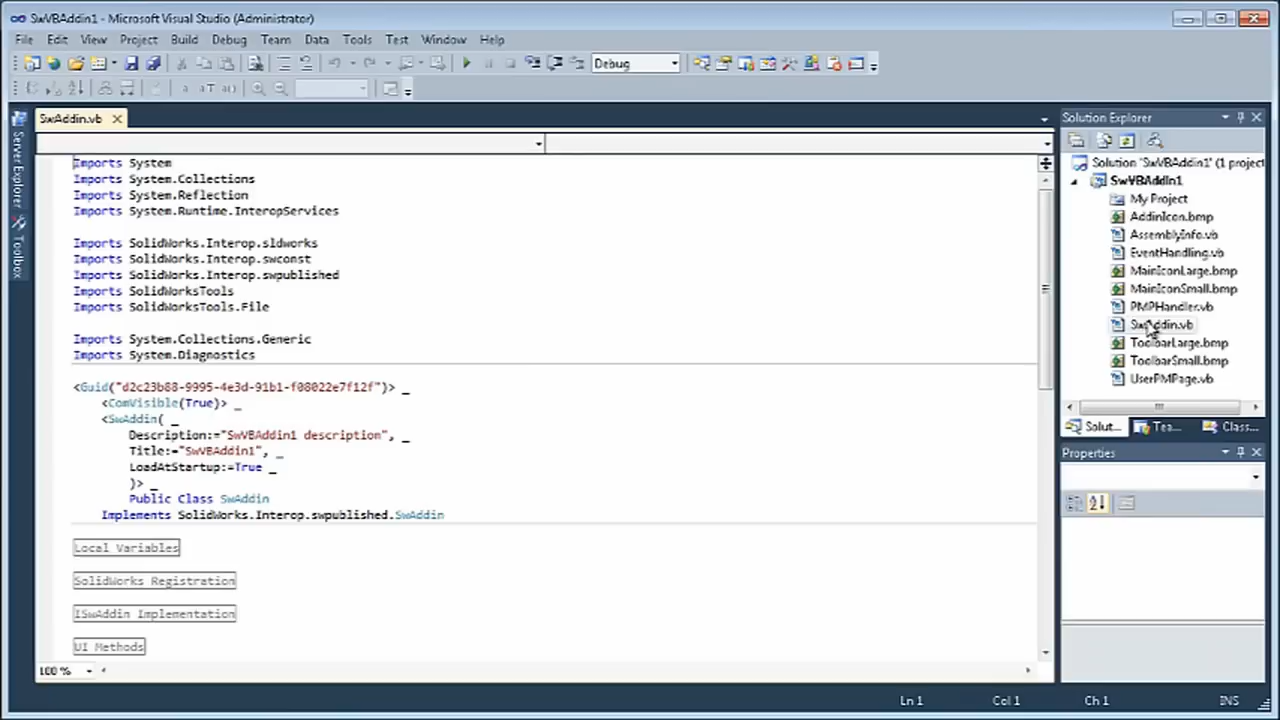 SwVBAddin1 - Microsoft Visual Studio (Administrator)
File Edit View Project Build Debug Team Data Tools Test Window Help
Debug
SwAddin.vb
Server Explorer
Toolbox
Imports System
Imports System.Collections
Imports System.Reflection
Imports System.Runtime.InteropServices
Imports SolidWorks.Interop.sldworks
Imports SolidWorks.Interop.swconst
Imports SolidWorks.Interop.swpublished
Imports SolidWorksTools
Imports SolidWorksTools.File
Imports System.Collections.Generic
Imports System.Diagnostics
<Guid("d2c23b88-9995-4e3d-91b1-f08022e7f12f")> _
<ComVisible(True)> _
<SwAddin( _
Description:="SwVBAddin1 description", _
Title:="SwVBAddin1", _
LoadAtStartup:=True _
)> _
Public Class SwAddin
Implements SolidWorks.Interop.swpublished.SwAddin
Local Variables
SolidWorks Registration
ISwAddin Implementation
UI Methods
100 %
Solution Explorer
Solution 'SwVBAddin1' (1 project
SwVBAddin1
My Project
AddinIcon.bmp
AssemblyInfo.vb
EventHandling.vb
MainIconLarge.bmp
MainIconSmall.bmp
PMPHandler.vb
SwAddin.vb
ToolbarLarge.bmp
ToolbarSmall.bmp
UserPMPage.vb
Solut... Tea... Class...
Properties
Ln 1 Col 1 Ch 1 INS